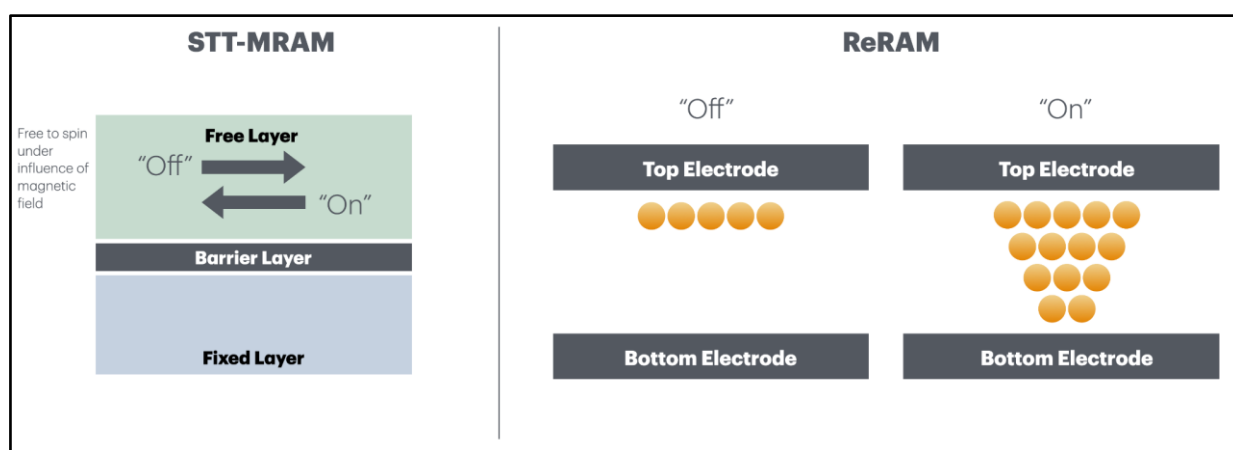 STT-MRAM
Free to spin
under
influence of
magnetic
field
Free Layer
“Off”
“On”
Barrier Layer
Fixed Layer
ReRAM
“Off”
Top Electrode
Bottom Electrode
“On”
Top Electrode
Bottom Electrode